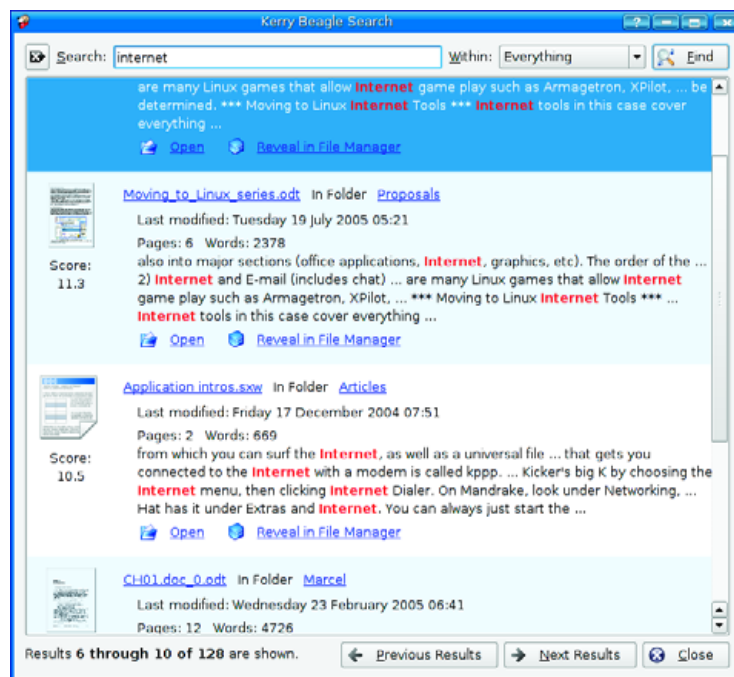 Kerry Beagle Search
Search: internet Within: Everything Find
are many Linux games that allow Internet game play such as Armagetron, XPilot, ... be
determined. *** Moving to Linux Internet Tools *** Internet tools in this case cover
everything ...
Open Reveal in File Manager
Moving_to_Linux_series.odt In Folder Proposals
Last modified: Tuesday 19 July 2005 05:21
Pages: 6 Words: 2378
Score:
11.3
also into major sections (office applications, Internet, graphics, etc). The order of the ...
2) Internet and E-mail (includes chat) ... are many Linux games that allow Internet
game play such as Armagetron, XPilot, ... *** Moving to Linux Internet Tools *** ...
Internet tools in this case cover everything ...
Open Reveal in File Manager
Application intros.sxw In Folder Articles
Last modified: Friday 17 December 2004 07:51
Pages: 2 Words: 669
Score:
10.5
from which you can surf the Internet, as well as a universal file ... that gets you
connected to the Internet with a modem is called kppp. ... Kicker's big K by choosing the
Internet menu, then clicking Internet Dialer. On Mandrake, look under Networking, ...
Hat has it under Extras and Internet. You can always just start the ...
Open Reveal in File Manager
CH01.doc_0.odt In Folder Marcel
Last modified: Wednesday 23 February 2005 06:41
Pages: 12 Words: 4726
Results 6 through 10 of 128 are shown. Previous Results Next Results Close